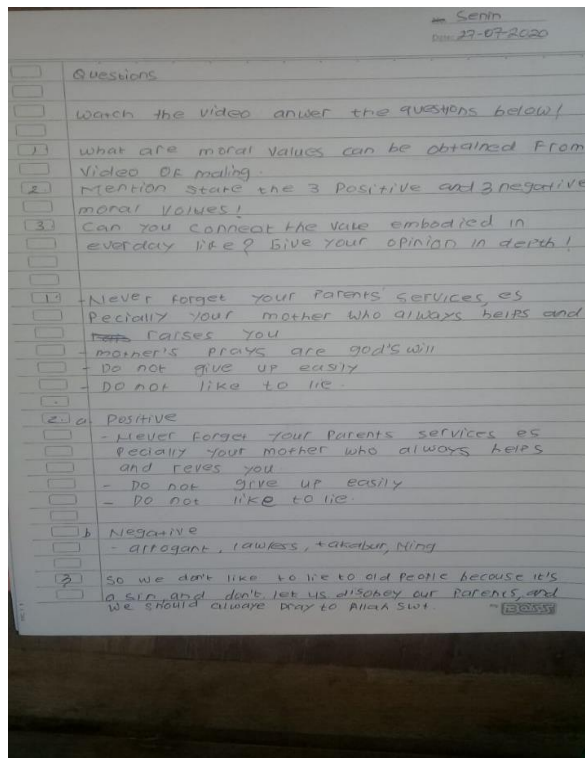 Senin
Date: 27-07-2020
Questions
Watch the video anwer the questions below!
1 what are moral values can be obtained From
Video OF maling.
2. Mention state the 3 Positive and 3 negative
moral values!
3 Can you conneat the vale embodied in
everday life? Give your opinion in depth!
1. - Never forget your Parents' services, es
Pecially your mother who always helps and
raises you
- mother's prays are god's will
- Do not give up easily
- Do not like to lie.
2. a Positive
- Never Forget your Parents services es
Pecially your mother who always helps
and reves you
- Do not give up easily
- Do not like to lie.
b Negative
- arrogant, lawless, takabur,
3 So we don't like to lie to old People because it's
a sin, and don't let us disobey our Parents, and
We should alwaye pray to Allah swt.
BOSS